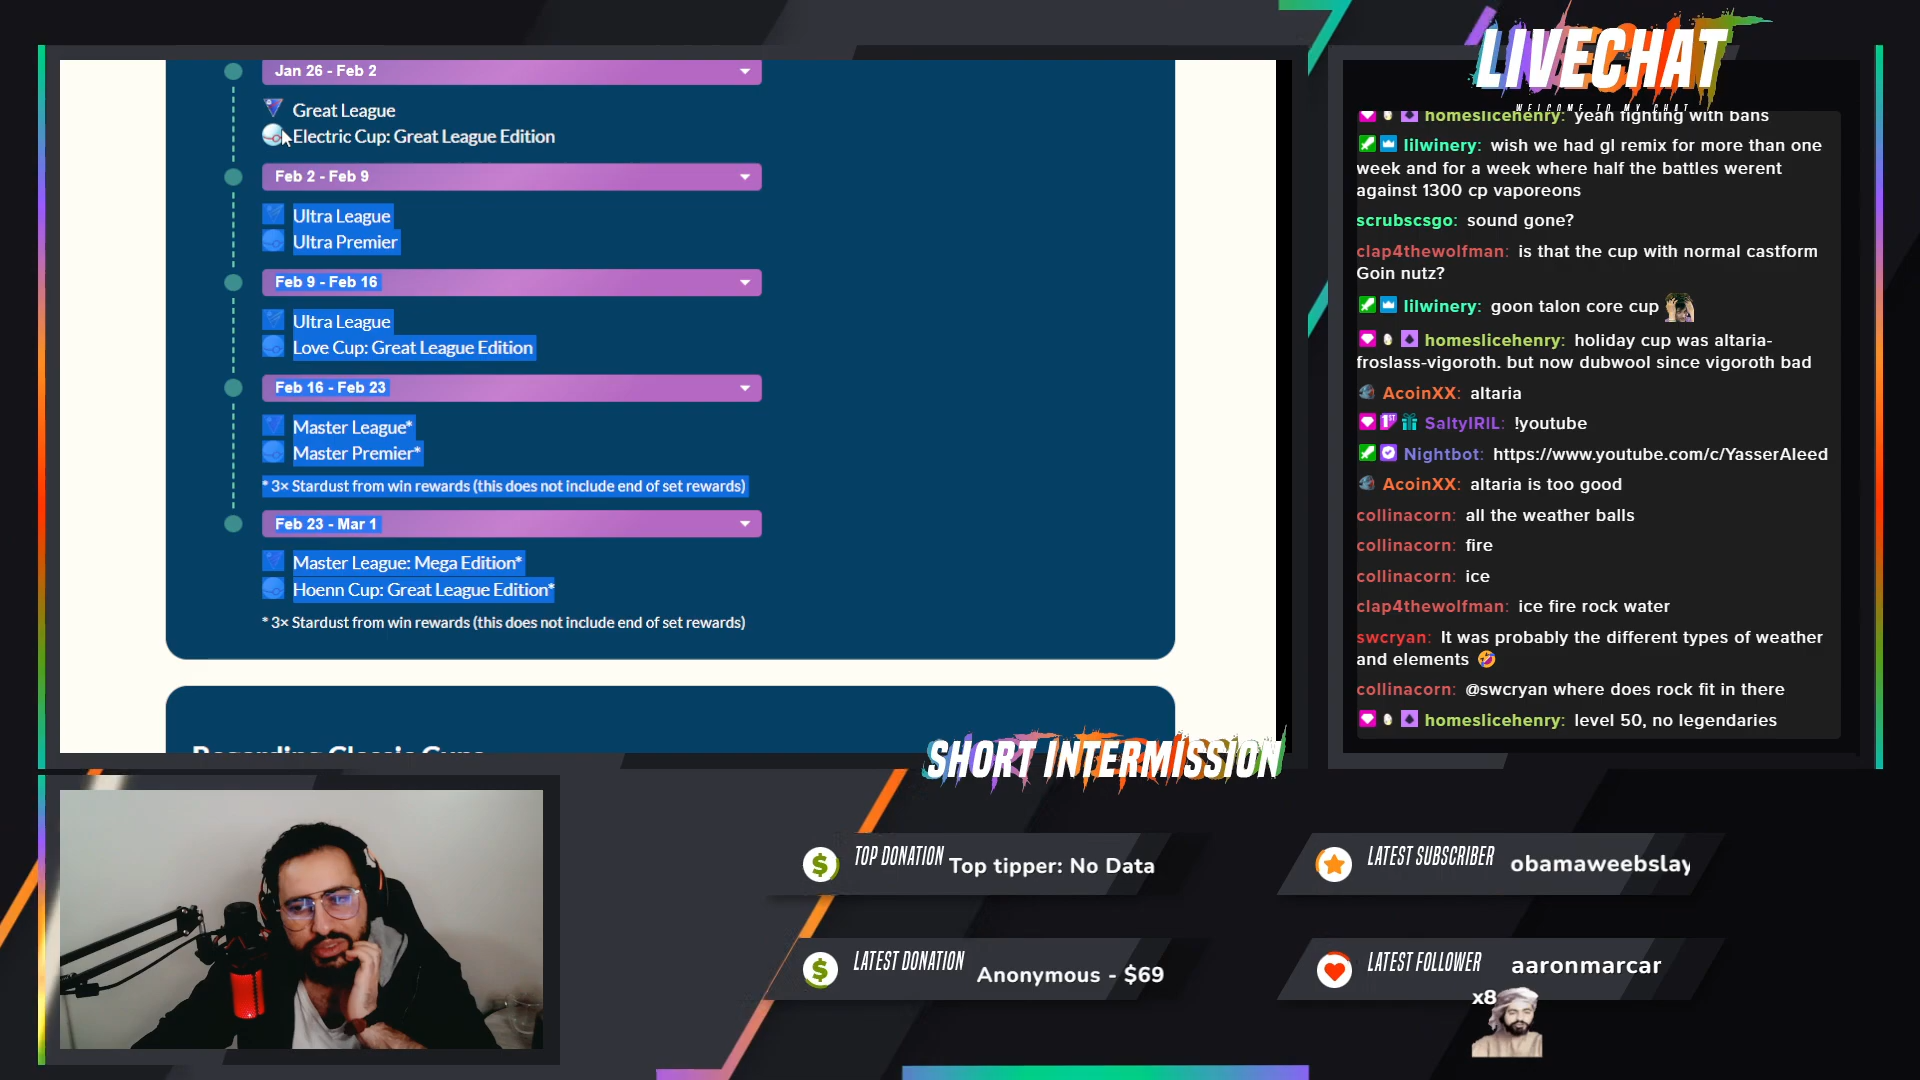 Jan 26 - Feb 2
Great League
Electric Cup: Great League Edition
Feb 2 - Feb 9
Ultra League
Ultra Premier
Feb 9 - Feb 16
Ultra League
Love Cup: Great League Edition
Feb 16 - Feb 23
Master League*
Master Premier*
* 3× Stardust from win rewards (this does not include end of set rewards)
Feb 23 - Mar 1
Master League: Mega Edition*
Hoenn Cup: Great League Edition*
* 3× Stardust from win rewards (this does not include end of set rewards)
Regarding Classic Cups
SHORT INTERMISSION
LIVECHAT
WELCOME TO MY CHAT
homeslicehenry: yeah fighting with bans
lilwinery: wish we had gl remix for more than one
week and for a week where half the battles werent
against 1300 cp vaporeons
scrubscsgo: sound gone?
clap4thewolfman: is that the cup with normal castform
Goin nutz?
lilwinery: goon talon core cup
homeslicehenry: holiday cup was altaria-
froslass-vigoroth. but now dubwool since vigoroth bad
AcoinXX: altaria
1ST SaltyIRIL: !youtube
Nightbot: https://www.youtube.com/c/YasserAleed
AcoinXX: altaria is too good
collinacorn: all the weather balls
collinacorn: fire
collinacorn: ice
clap4thewolfman: ice fire rock water
swcryan: It was probably the different types of weather
and elements 🤣
collinacorn: @swcryan where does rock fit in there
homeslicehenry: level 50, no legendaries
TOP DONATION Top tipper: No Data
LATEST SUBSCRIBER obamaweebslay
LATEST DONATION Anonymous - $69
LATEST FOLLOWER aaronmarcar
x8